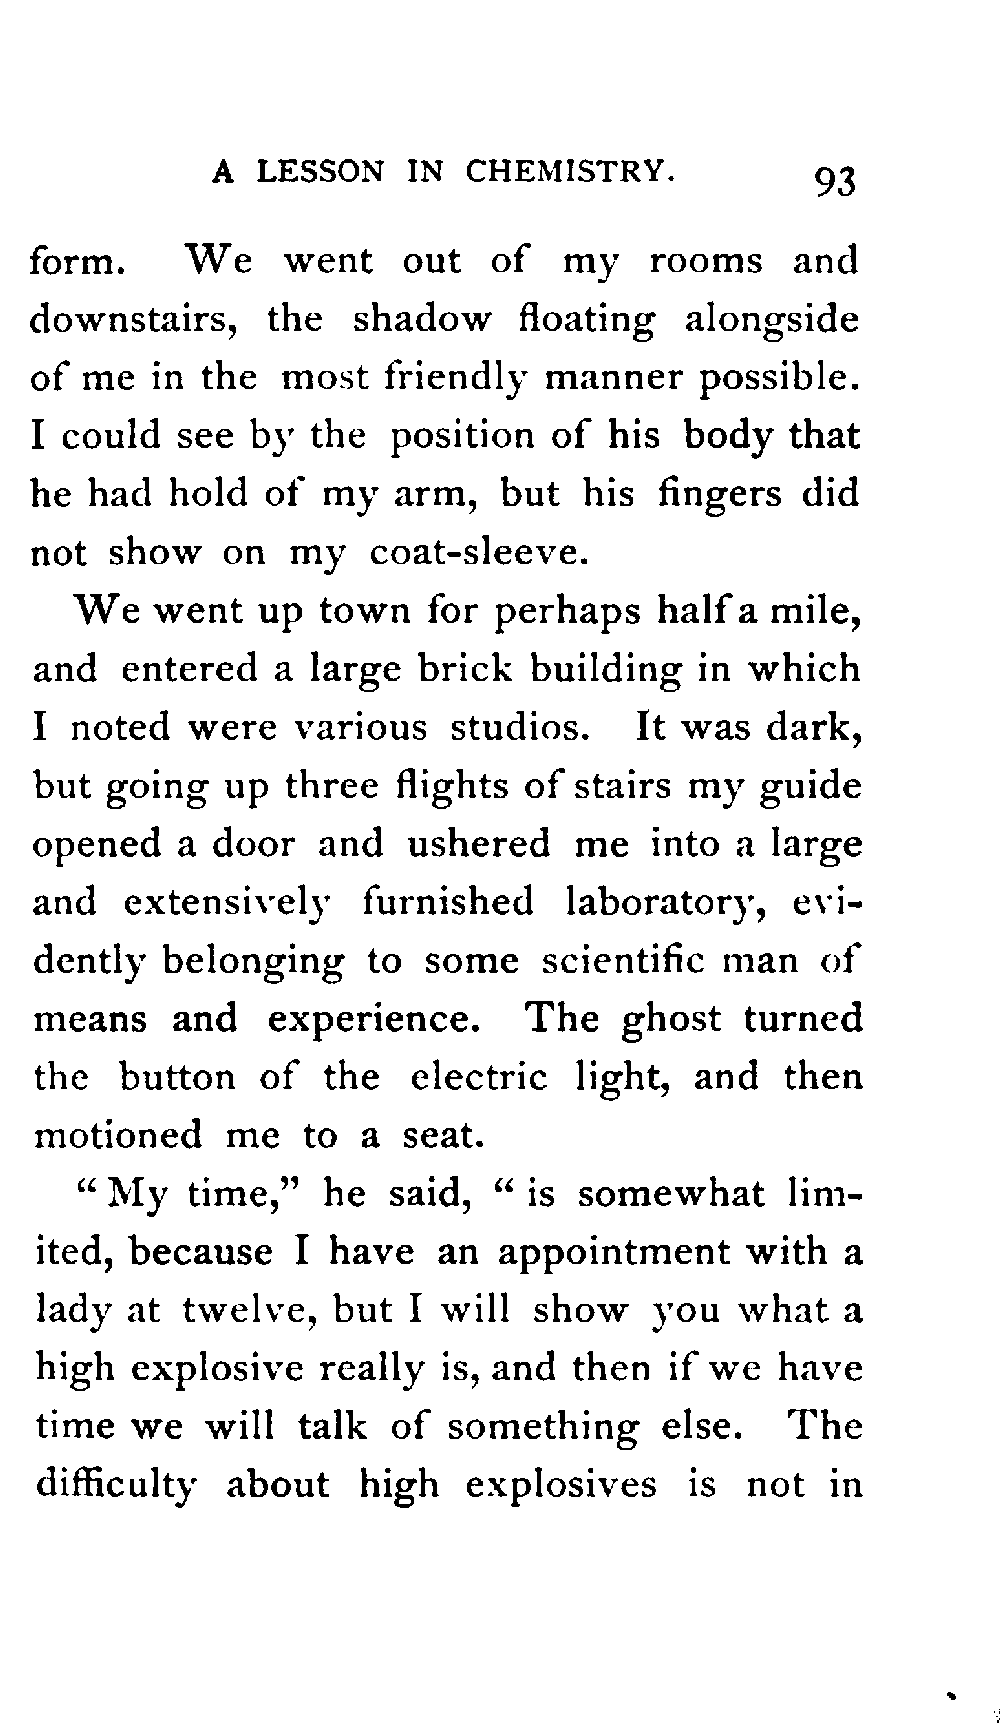 A LESSON IN CHEMISTRY. 93
form. We went out of my rooms and
downstairs, the shadow floating alongside
of me in the most friendly manner possible.
I could see by the position of his body that
he had hold of my arm, but his fingers did
not show on my coat-sleeve.
We went up town for perhaps half a mile,
and entered a large brick building in which
I noted were various studios. It was dark,
but going up three flights of stairs my guide
opened a door and ushered me into a large
and extensively furnished laboratory, evi-
dently belonging to some scientific man of
means and experience. The ghost turned
the button of the electric light, and then
motioned me to a seat.
“ My time,” he said, “ is somewhat lim-
ited, because I have an appointment with a
lady at twelve, but I will show you what a
high explosive really is, and then if we have
time we will talk of something else. The
difficulty about high explosives is not in